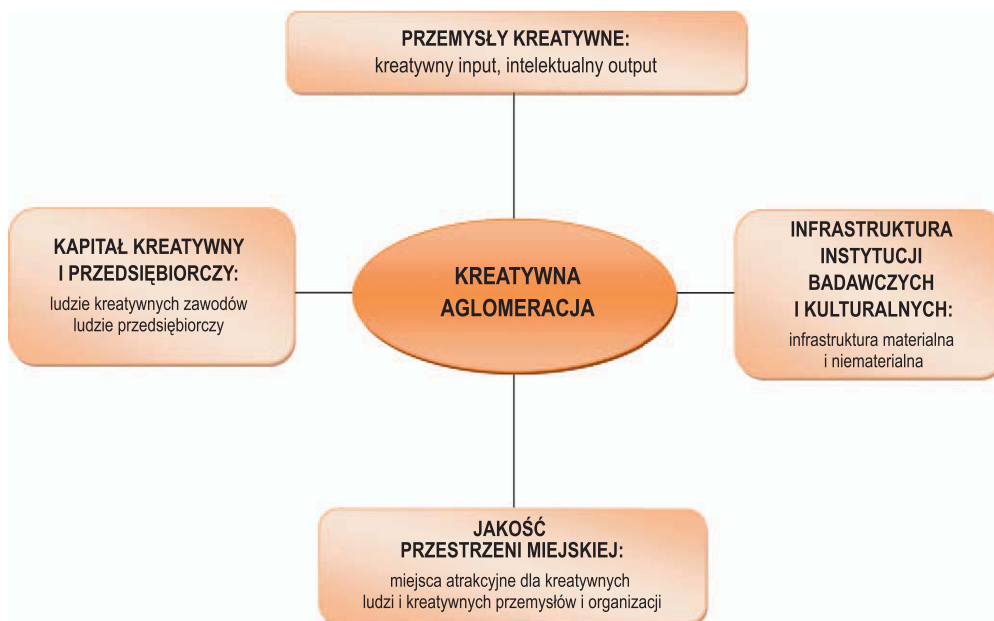 PRZEMYSŁY KREATYWNE:
kreatywny input, intelektualny output
KAPITAŁ KREATYWNY
I PRZEDSIĘBIORCZY:
ludzie kreatywnych zawodów
ludzie przedsiębiorczy
KREATYWNA
AGLOMERACJA
INFRASTRUKTURA
INSTYTUCJI
BADAWCZYCH
I KULTURALNYCH:
infrastruktura materialna
i niematerialna
JAKOŚĆ
PRZESTRZENI MIEJSKIEJ:
miejsca atrakcyjne dla kreatywnych
ludzi i kreatywnych przemysłów i organizacji